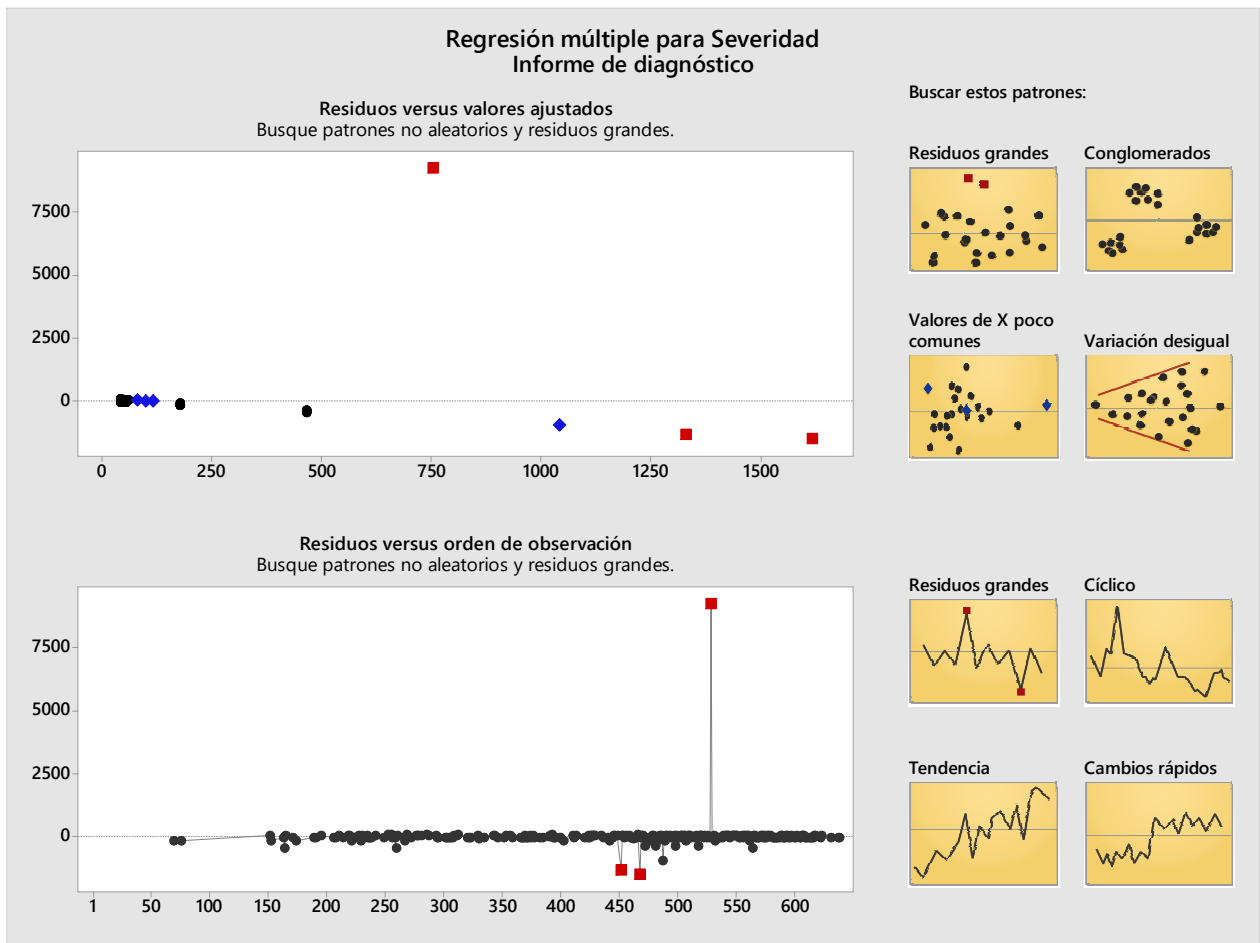 Regresión múltiple para Severidad
Informe de diagnóstico
Residuos versus valores ajustados
Busque patrones no aleatorios y residuos grandes.
7500
5000
2500
0
0 250 500 750 1000 1250 1500
Residuos versus orden de observación
Busque patrones no aleatorios y residuos grandes.
7500
5000
2500
0
1 50 100 150 200 250 300 350 400 450 500 550 600
Buscar estos patrones:
Residuos grandes
Conglomerados
Valores de X poco
comunes
Variación desigual
Residuos grandes
Cíclico
Tendencia
Cambios rápidos